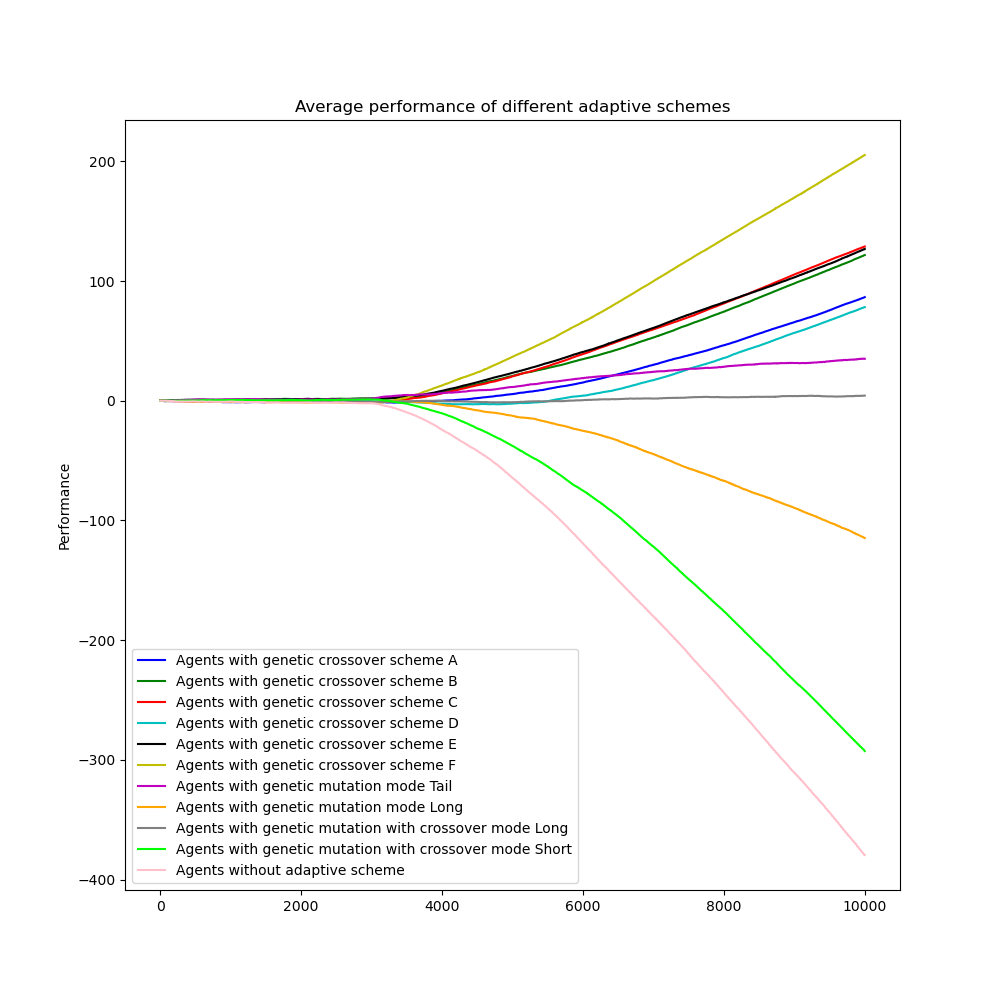 Average performance of different adaptive schemes
200
100
0
−100
−200
−300
−400
Performance
Agents with genetic crossover scheme A
Agents with genetic crossover scheme B
Agents with genetic crossover scheme C
Agents with genetic crossover scheme D
Agents with genetic crossover scheme E
Agents with genetic crossover scheme F
Agents with genetic mutation mode Tail
Agents with genetic mutation mode Long
Agents with genetic mutation with crossover mode Long
Agents with genetic mutation with crossover mode Short
Agents without adaptive scheme
0 2000 4000 6000 8000 10000